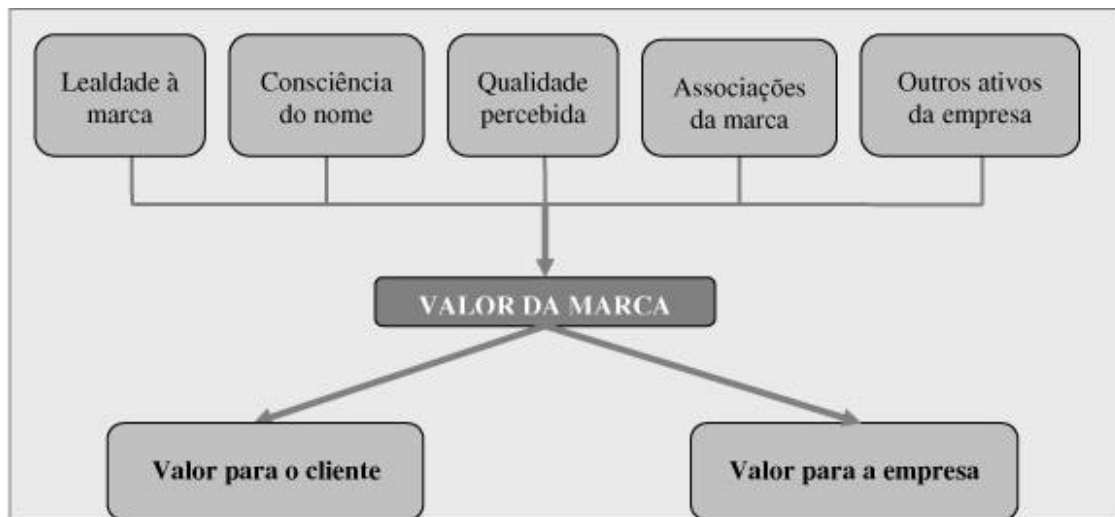 Lealdade à
marca
Consciência
do nome
Qualidade
percebida
Associações
da marca
Outros ativos
da empresa
VALOR DA MARCA
Valor para o cliente
Valor para a empresa